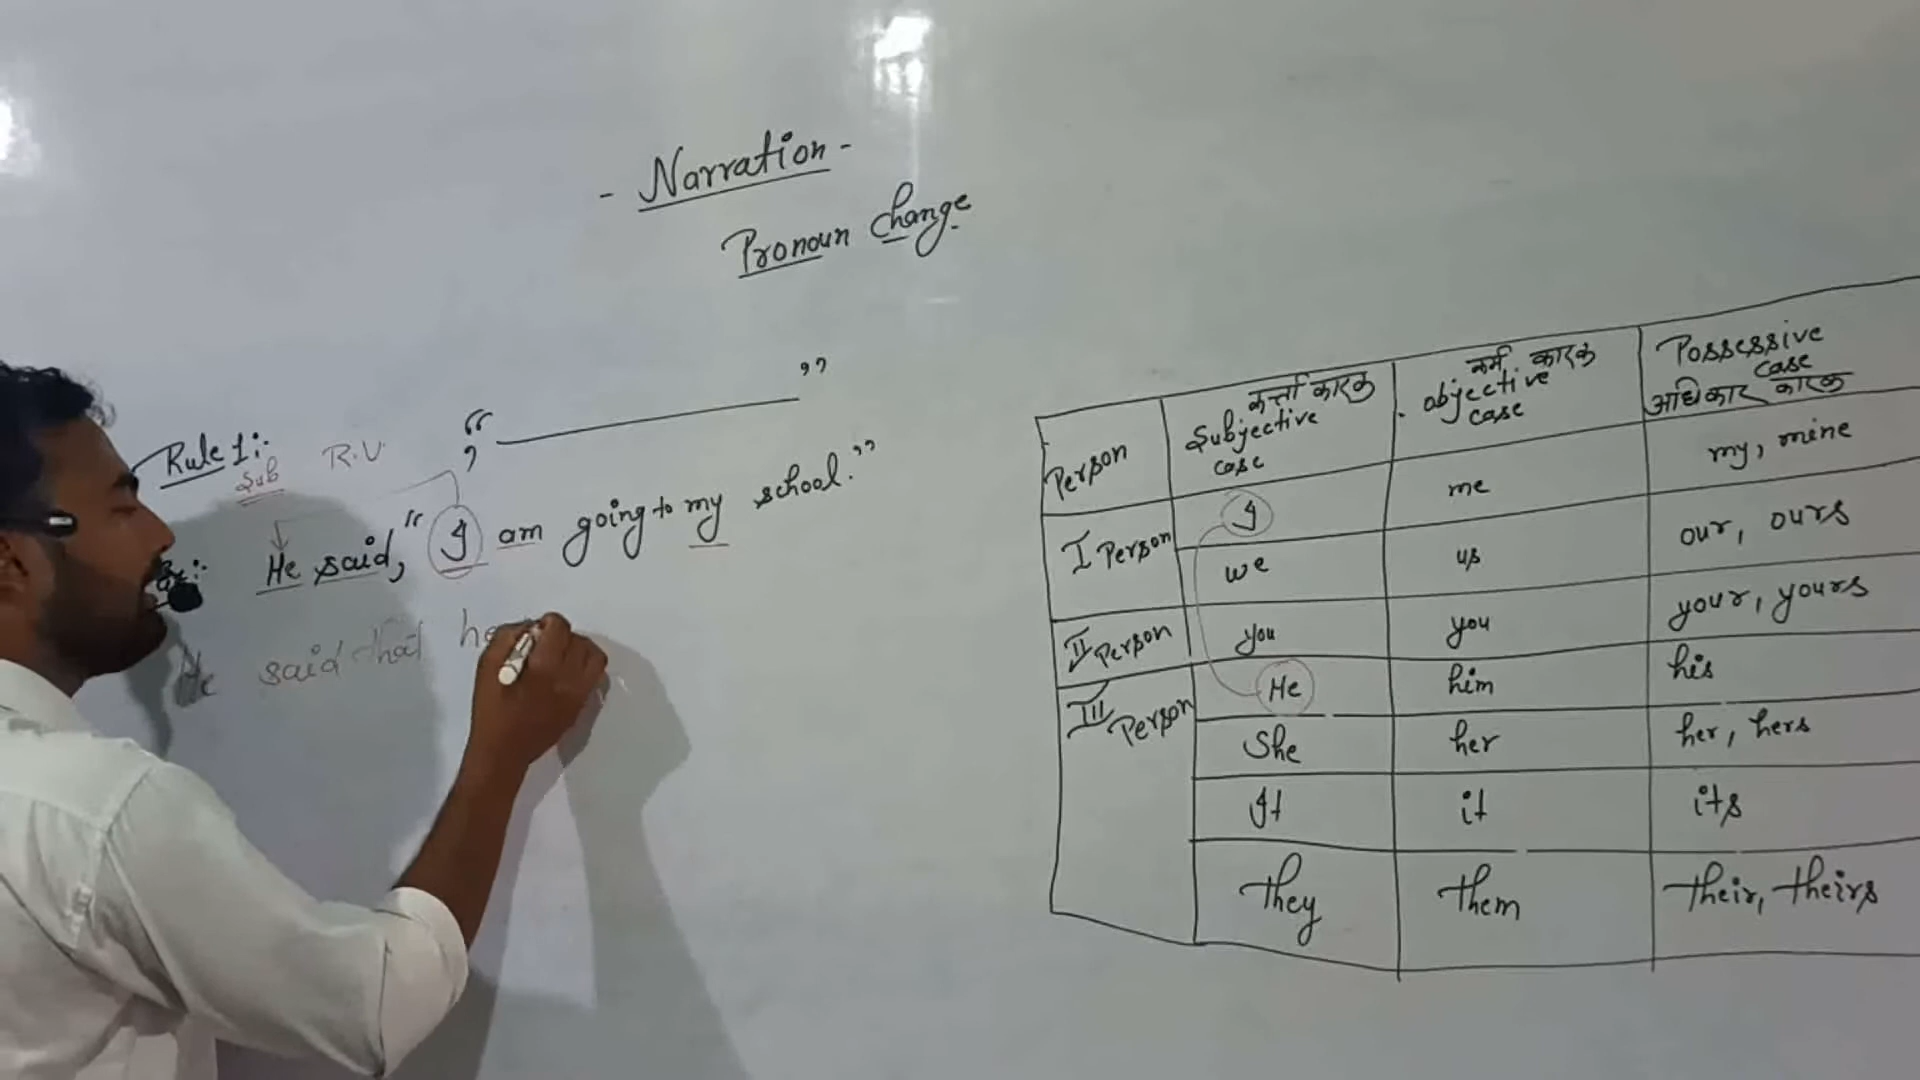 - Narration -
Pronoun change
Rule 1:-
Sub R.V.
, “ ”
Ex:- He said, “I am going to my school.”
He said that he
Person कर्त्ता कारक Subjective case कर्म कारक objective case Possessive case अधिकार कारक
I Person I me my, mine
we us our, ours
II Person you you your, yours
III Person He him his
She her her, hers
It it its
They Them Their, Theirs